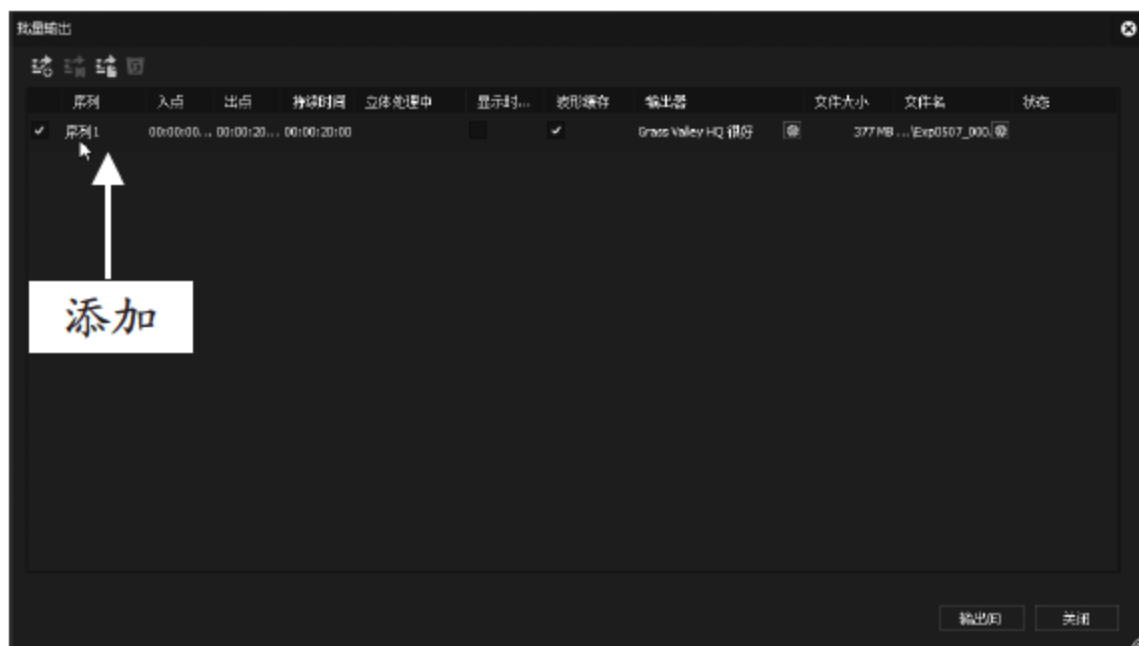 批量输出
序列 入点 出点 持续时间 立体处理中 显示时... 波形缓存 输出器 文件大小 文件名 状态
序列1 00:00:00... 00:00:20... 00:00:20:00 Grass Valley HQ 很好 377 MB ...\Exp0507_000.
添加
输出(E) 关闭